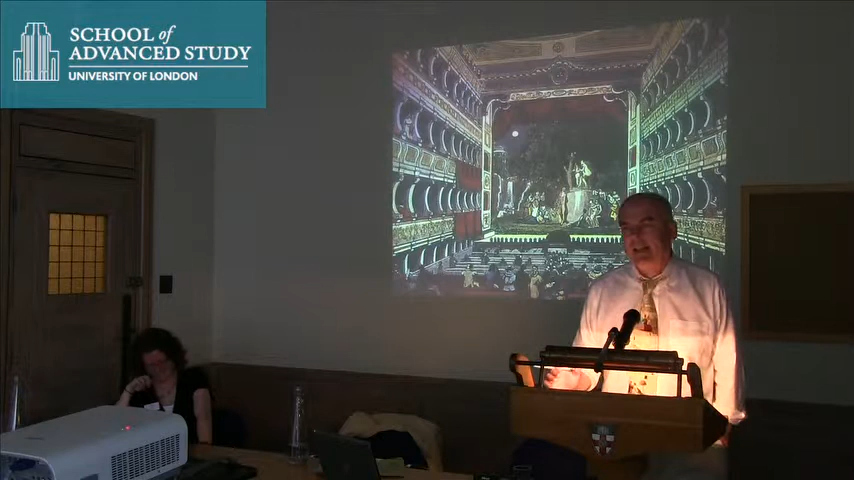 SCHOOL of
ADVANCED STUDY
UNIVERSITY OF LONDON